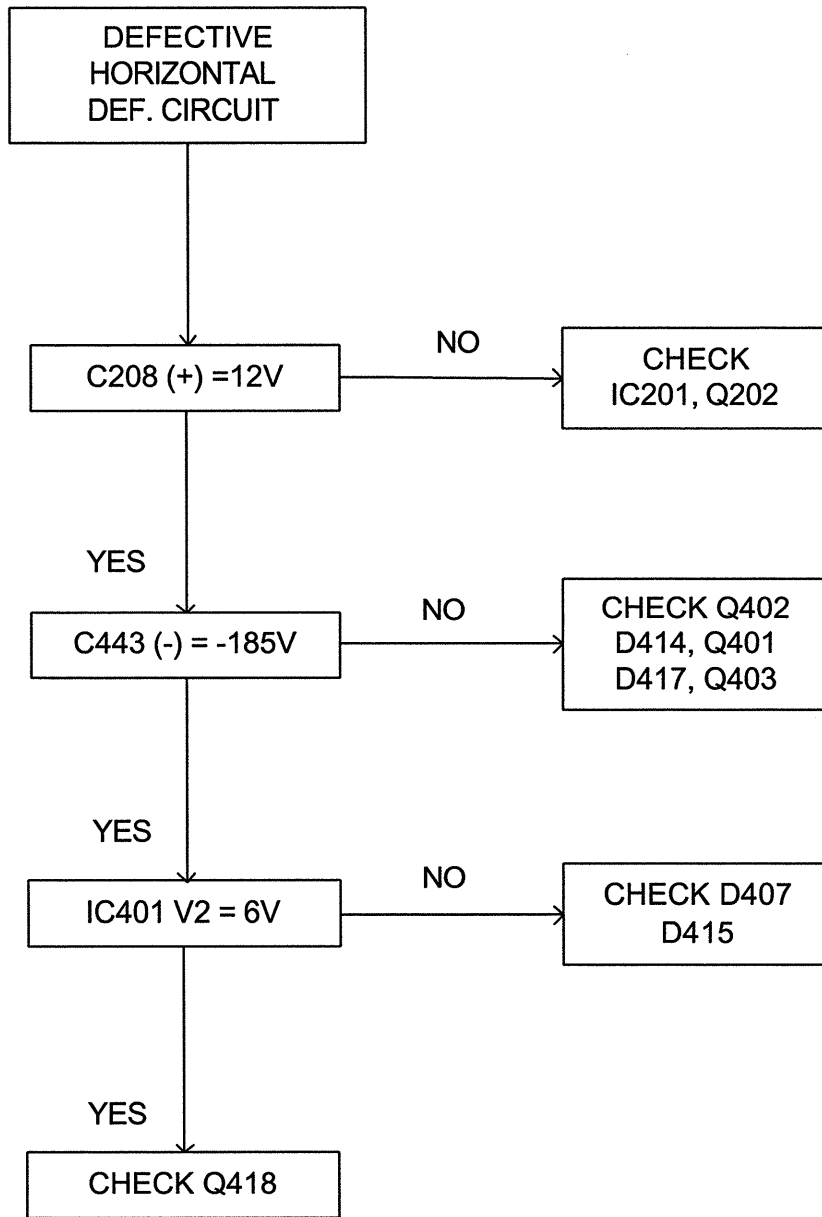 DEFECTIVE
HORIZONTAL
DEF. CIRCUIT
C208 (+) =12V
NO
CHECK
IC201, Q202
YES
C443 (-) = -185V
NO
CHECK Q402
D414, Q401
D417, Q403
YES
IC401 V2 = 6V
NO
CHECK D407
D415
YES
CHECK Q418